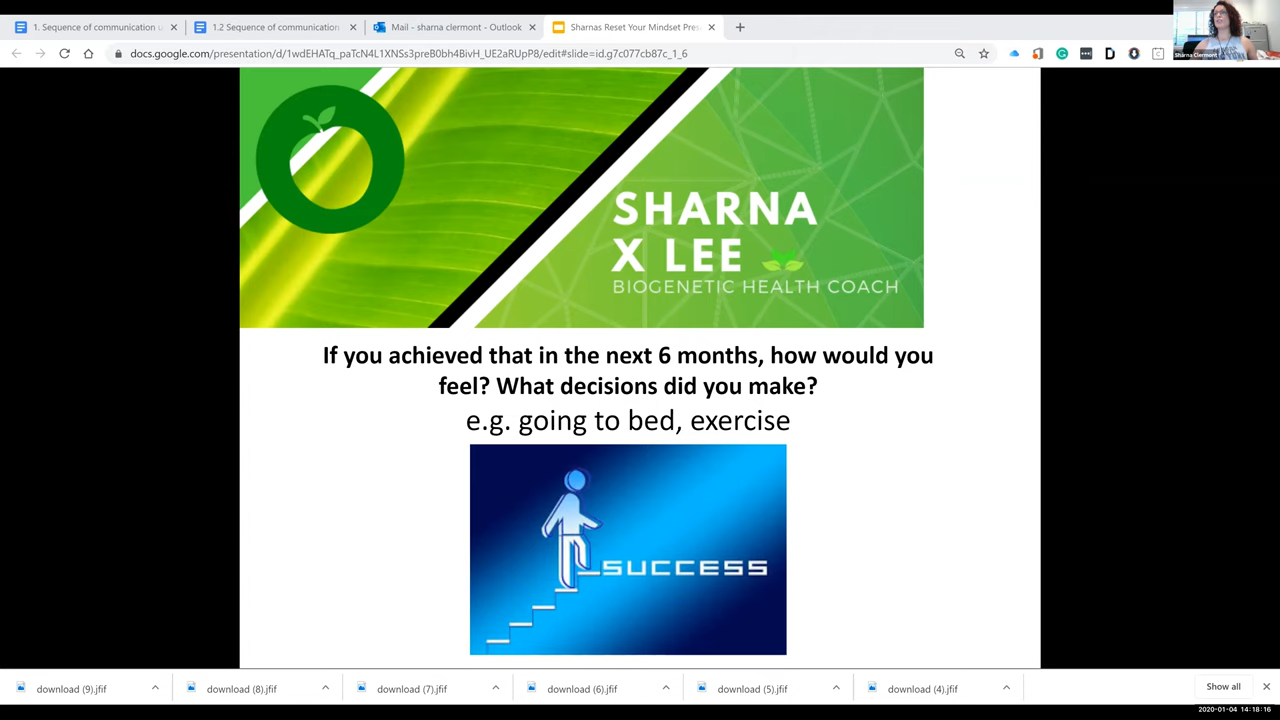 1. Sequence of communication u
1.2 Sequence of communication
Mail - sharna clermont - Outlook
Sharnas Reset Your Mindset Pres
docs.google.com/presentation/d/1wdEHATq_paTcN4L1XNSs3preB0bh4BivH_UE2aRUpP8/edit#slide=id.g7c077cb87c_1_6
Sharna Clermont
SHARNA
X LEE
BIOGENETIC HEALTH COACH
If you achieved that in the next 6 months, how would you
feel? What decisions did you make?
e.g. going to bed, exercise
SUCCESS
download (9).jfif
download (8).jfif
download (7).jfif
download (6).jfif
download (5).jfif
download (4).jfif
Show all
2020-01-04 14:18:16